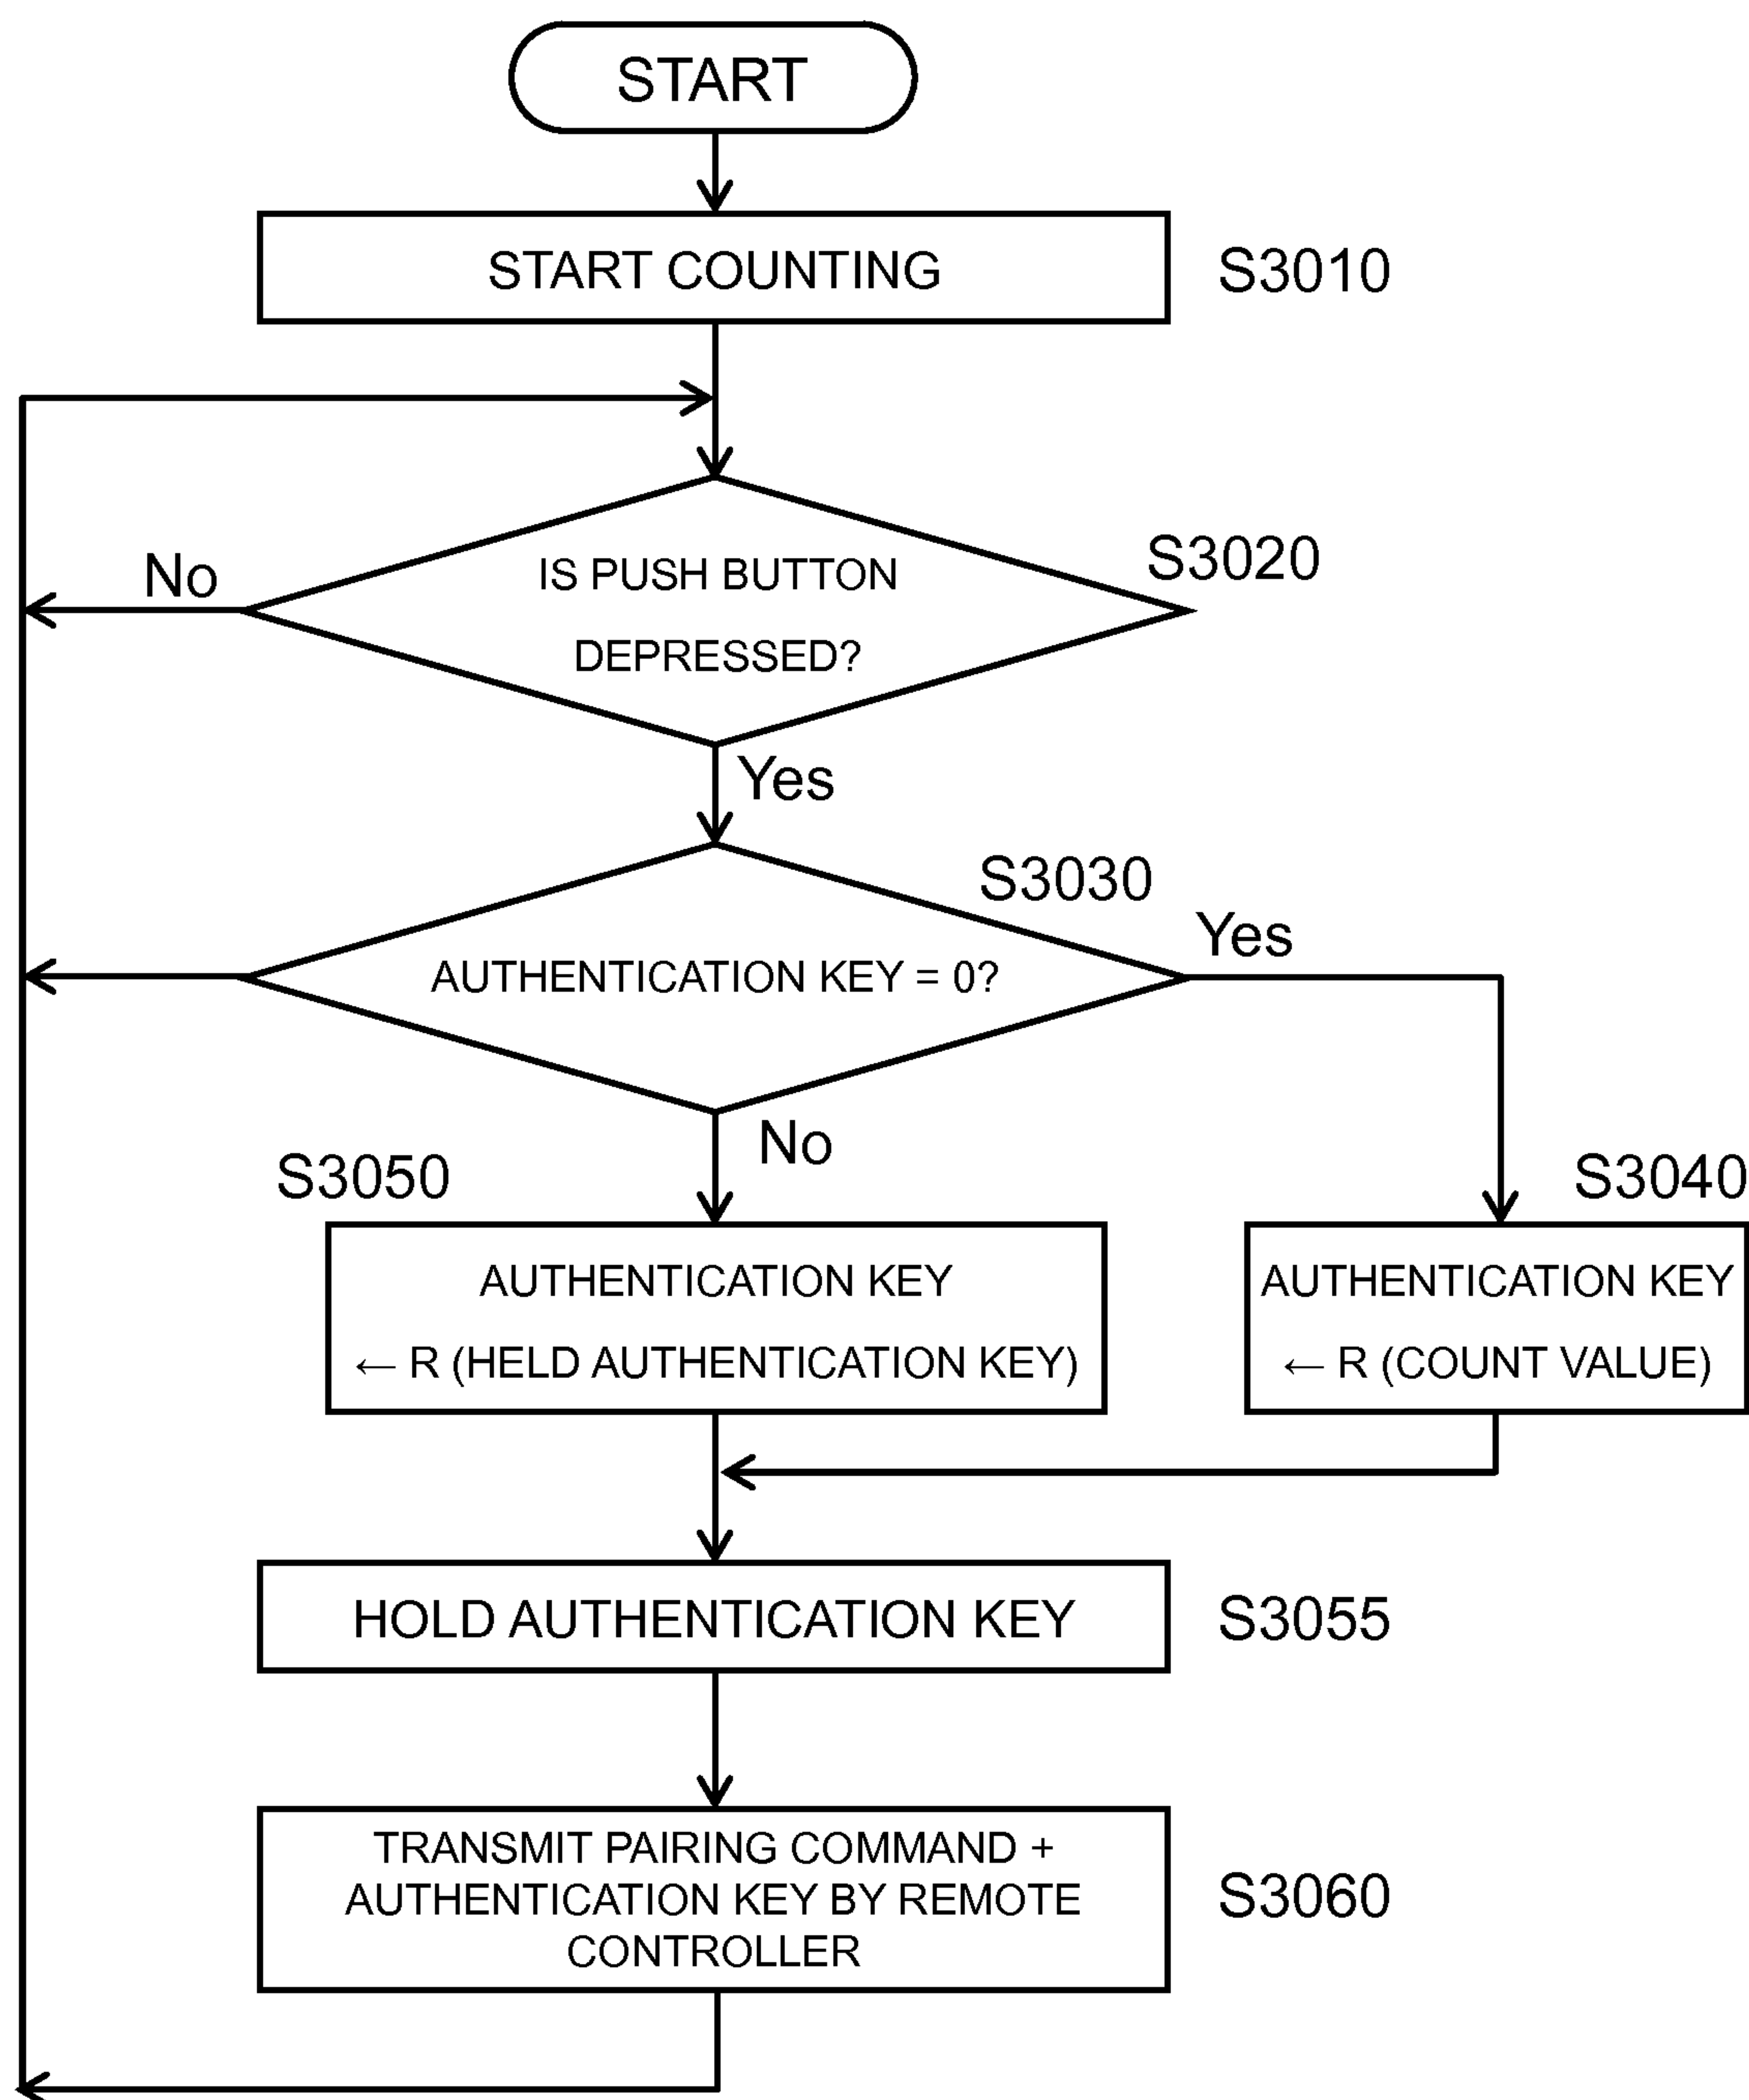 START
START COUNTING
S3010
IS PUSH BUTTON
DEPRESSED?
S3020
No
Yes
S3030
AUTHENTICATION KEY = 0?
Yes
No
S3050
S3040
AUTHENTICATION KEY
← R (HELD AUTHENTICATION KEY)
AUTHENTICATION KEY
← R (COUNT VALUE)
HOLD AUTHENTICATION KEY
S3055
TRANSMIT PAIRING COMMAND +
AUTHENTICATION KEY BY REMOTE
CONTROLLER
S3060